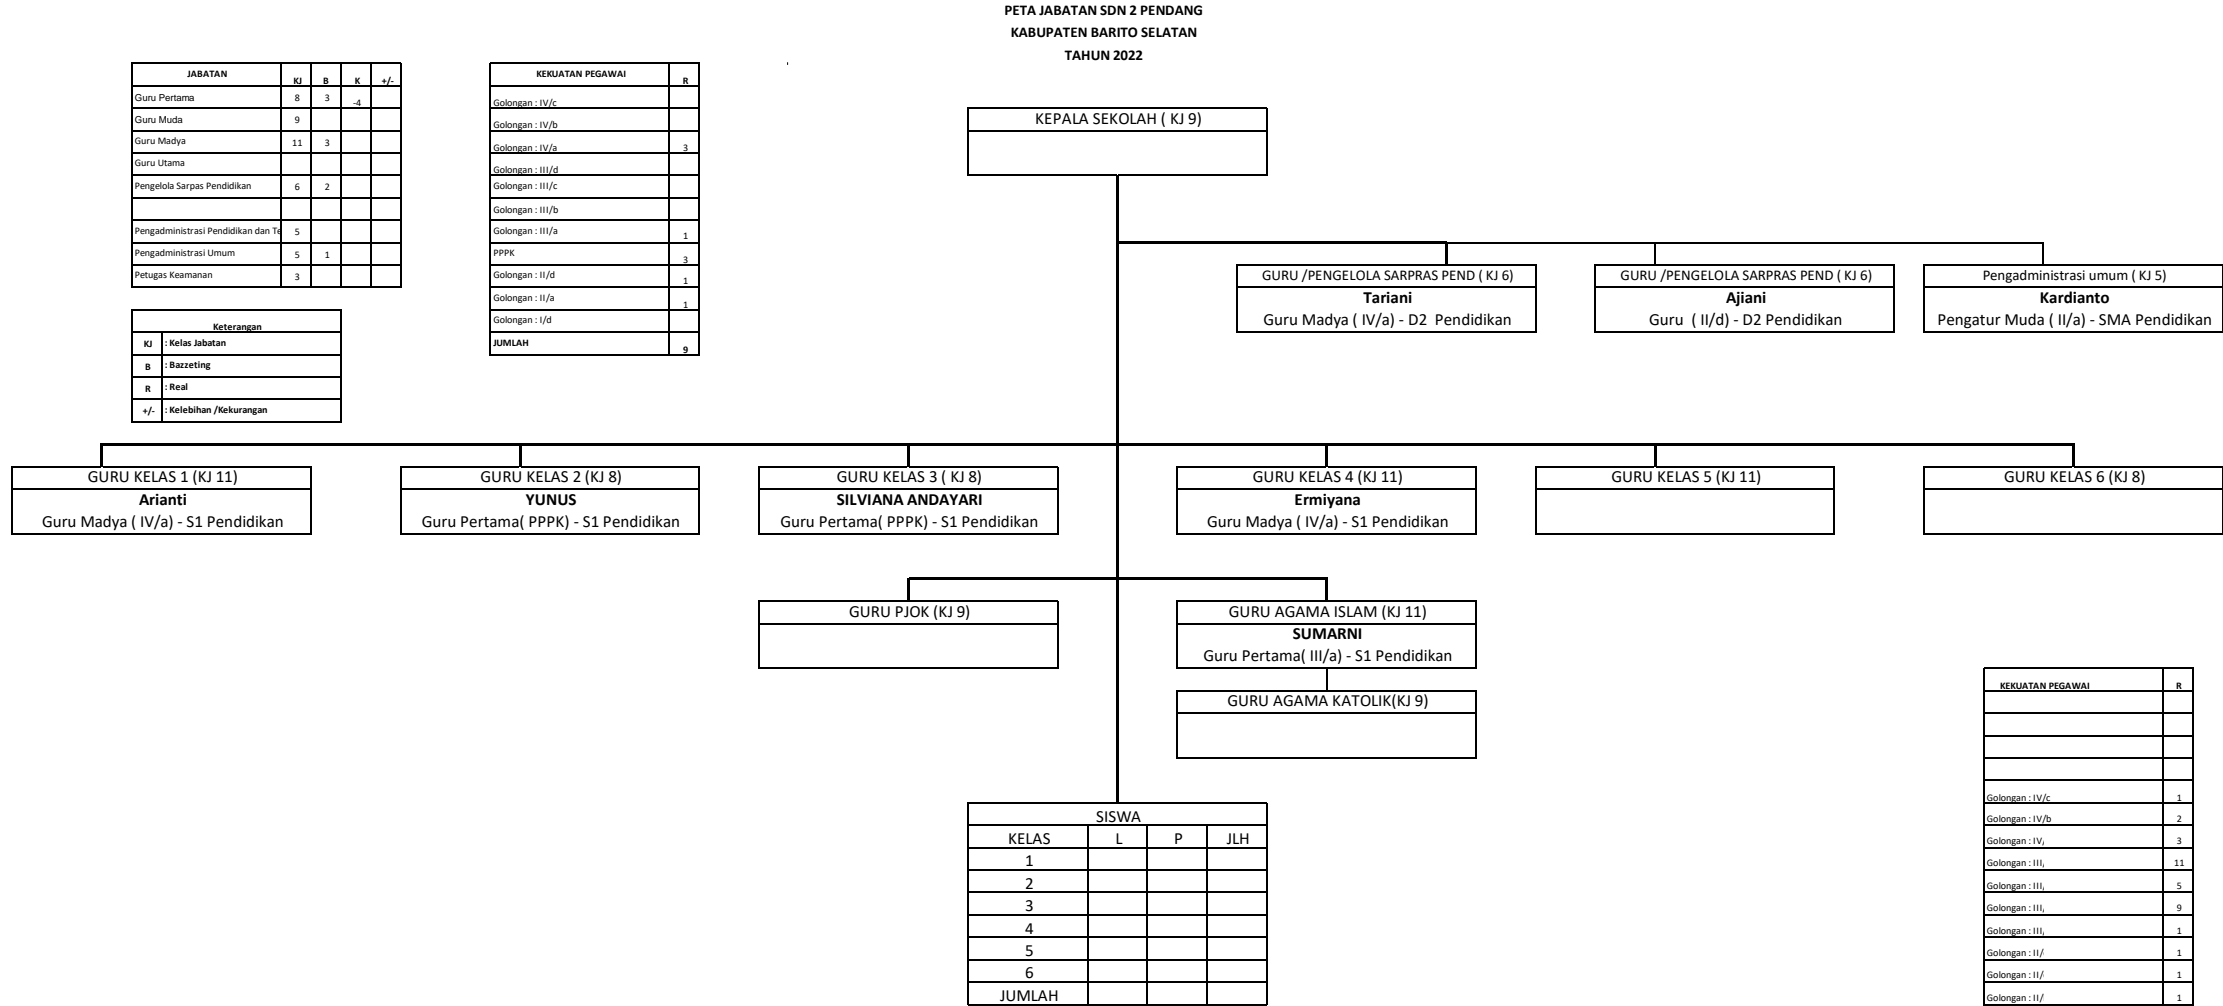 PETA JABATAN SDN 2 PENDANG
KABUPATEN BARITO SELATAN
TAHUN 2022
JABATAN KJ B K +/-
Guru Pertama 8 3 -4
Guru Muda 9
Guru Madya 11 3
Guru Utama
Pengelola Sarpas Pendidikan 6 2
Pengadministrasi Pendidikan dan Te 5
Pengadministrasi Umum 5 1
Petugas Keamanan 3
Keterangan
KJ : Kelas Jabatan
B : Bazzeting
R : Real
+/- : Kelebihan /Kekurangan
KEKUATAN PEGAWAI R
Golongan : IV/c
Golongan : IV/b
Golongan : IV/a 3
Golongan : III/d
Golongan : III/c
Golongan : III/b
Golongan : III/a 1
PPPK 3
Golongan : II/d 1
Golongan : II/a 1
Golongan : I/d
JUMLAH 9
KEPALA SEKOLAH ( KJ 9)
GURU /PENGELOLA SARPRAS PEND ( KJ 6)
Tariani
Guru Madya ( IV/a) - D2 Pendidikan
GURU /PENGELOLA SARPRAS PEND ( KJ 6)
Ajiani
Guru ( II/d) - D2 Pendidikan
Pengadministrasi umum ( KJ 5)
Kardianto
Pengatur Muda ( II/a) - SMA Pendidikan
GURU KELAS 1 (KJ 11)
Arianti
Guru Madya ( IV/a) - S1 Pendidikan
GURU KELAS 2 (KJ 8)
YUNUS
Guru Pertama( PPPK) - S1 Pendidikan
GURU KELAS 3 ( KJ 8)
SILVIANA ANDAYARI
Guru Pertama( PPPK) - S1 Pendidikan
GURU KELAS 4 (KJ 11)
Ermiyana
Guru Madya ( IV/a) - S1 Pendidikan
GURU KELAS 5 (KJ 11)
GURU KELAS 6 (KJ 8)
GURU PJOK (KJ 9)
GURU AGAMA ISLAM (KJ 11)
SUMARNI
Guru Pertama( III/a) - S1 Pendidikan
GURU AGAMA KATOLIK(KJ 9)
SISWA
KELAS L P JLH
1
2
3
4
5
6
JUMLAH
KEKUATAN PEGAWAI R
Golongan : IV/c 1
Golongan : IV/b 2
Golongan : IV/ 3
Golongan : III/ 11
Golongan : III/ 5
Golongan : III/ 9
Golongan : III/ 1
Golongan : II/ 1
Golongan : II/ 1
Golongan : II/ 1